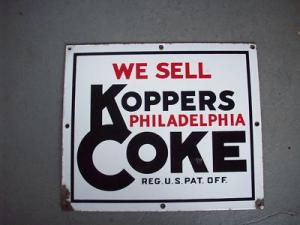 WE SELL
KOPPERS
PHILADELPHIA
COKE
REG. U.S. PAT. OFF.